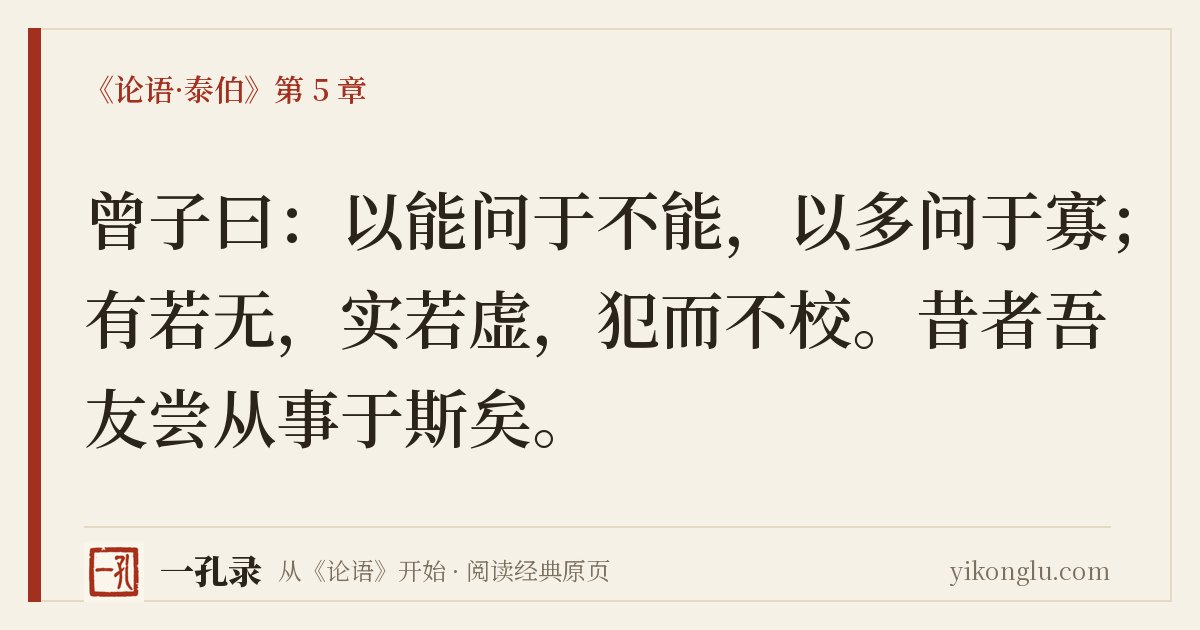 《论语·泰伯》第 5 章
曾子曰：以能问于不能，以多问于寡；
有若无，实若虚，犯而不校。昔者吾
友尝从事于斯矣。
一孔 一孔录 从《论语》开始 · 阅读经典原页 yikonglu.com